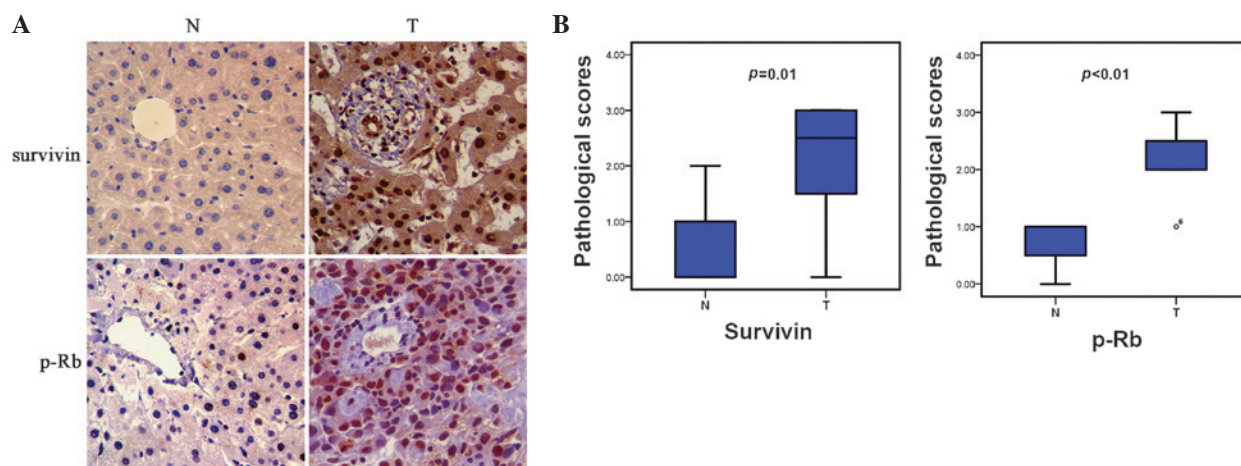 A
N
T
survivin
p-Rb
B
Pathological scores
4.00
3.00
2.00
1.00
0.00
p=0.01
N
T
Survivin
Pathological scores
4.00
3.00
2.00
1.00
0.00
p<0.01
6
N
T
p-Rb